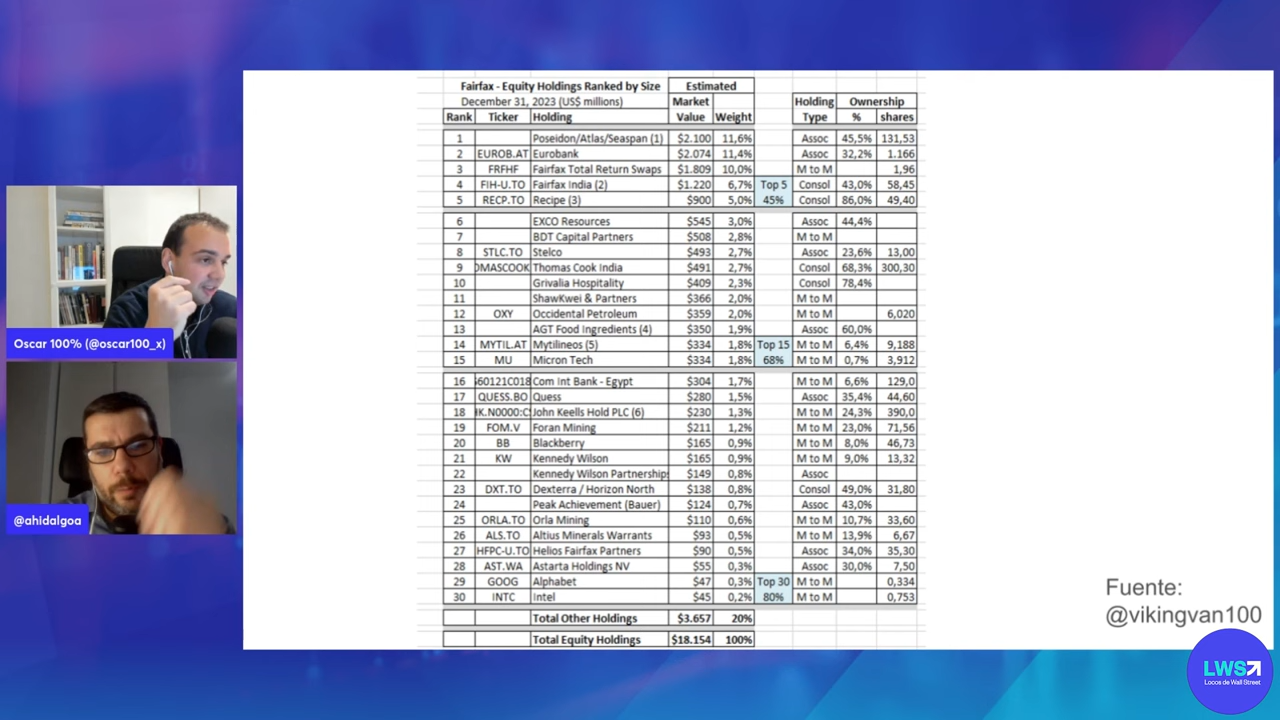 Fairfax - Equity Holdings Ranked by Size Estimated
December 31, 2023 (US$ millions) Market Holding Ownership
Rank Ticker Holding Value Weight Type % shares
1 Poseidon/Atlas/Seaspan (1) $2.100 11,6% Assoc 45,5% 131,53
2 EUROB.AT Eurobank $2.074 11,4% Assoc 32,2% 1.166
3 FRFHF Fairfax Total Return Swaps $1.809 10,0% M to M 1,96
4 FIH-U.TO Fairfax India (2) $1.220 6,7% Top 5 Consol 43,0% 58,45
5 RECP.TO Recipe (3) $900 5,0% 45% Consol 86,0% 49,40
6 EXCO Resources $545 3,0% Assoc 44,4%
7 BDT Capital Partners $508 2,8% M to M
8 STLC.TO Stelco $493 2,7% Assoc 23,6% 13,00
9 OMASCOOK Thomas Cook India $491 2,7% Consol 68,3% 300,30
10 Grivalia Hospitality $409 2,3% Consol 78,4%
11 ShawKwei & Partners $366 2,0% M to M
12 OXY Occidental Petroleum $359 2,0% M to M 6,020
13 AGT Food Ingredients (4) $350 1,9% Assoc 60,0%
14 MYTIL.AT Mytilineos (5) $334 1,8% Top 15 M to M 6,4% 9,188
15 MU Micron Tech $334 1,8% 68% M to M 0,7% 3,912
16 60121C018 Com Int Bank - Egypt $304 1,7% M to M 6,6% 129,0
17 QUESS.BO Quess $280 1,5% Assoc 35,4% 44,60
18 John Keells Hold PLC (6) $230 1,3% M to M 24,3% 390,0
19 FOM.V Foran Mining $211 1,2% M to M 23,0% 71,56
20 BB Blackberry $165 0,9% M to M 8,0% 46,73
21 KW Kennedy Wilson $165 0,9% M to M 9,0% 13,32
22 Kennedy Wilson Partnerships $149 0,8% Assoc
23 DXT.TO Dexterra / Horizon North $138 0,8% Consol 49,0% 31,80
24 Peak Achievement (Bauer) $124 0,7% Assoc 43,0%
25 ORLA.TO Orla Mining $110 0,6% M to M 10,7% 33,60
26 ALS.TO Altius Minerals Warrants $93 0,5% M to M 13,9% 6,67
27 HFPC-U.TO Helios Fairfax Partners $90 0,5% Assoc 34,0% 35,30
28 AST.WA Astarta Holdings NV $55 0,3% Assoc 30,0% 7,50
29 GOOG Alphabet $47 0,3% Top 30 M to M 0,334
30 INTC Intel $45 0,2% 80% M to M 0,753
Total Other Holdings $3.657 20%
Total Equity Holdings $18.154 100%
Oscar 100% (@oscar100_x)
@ahidalgoa
Fuente:
@vikingvan100
LWS
Locos de Wall Street